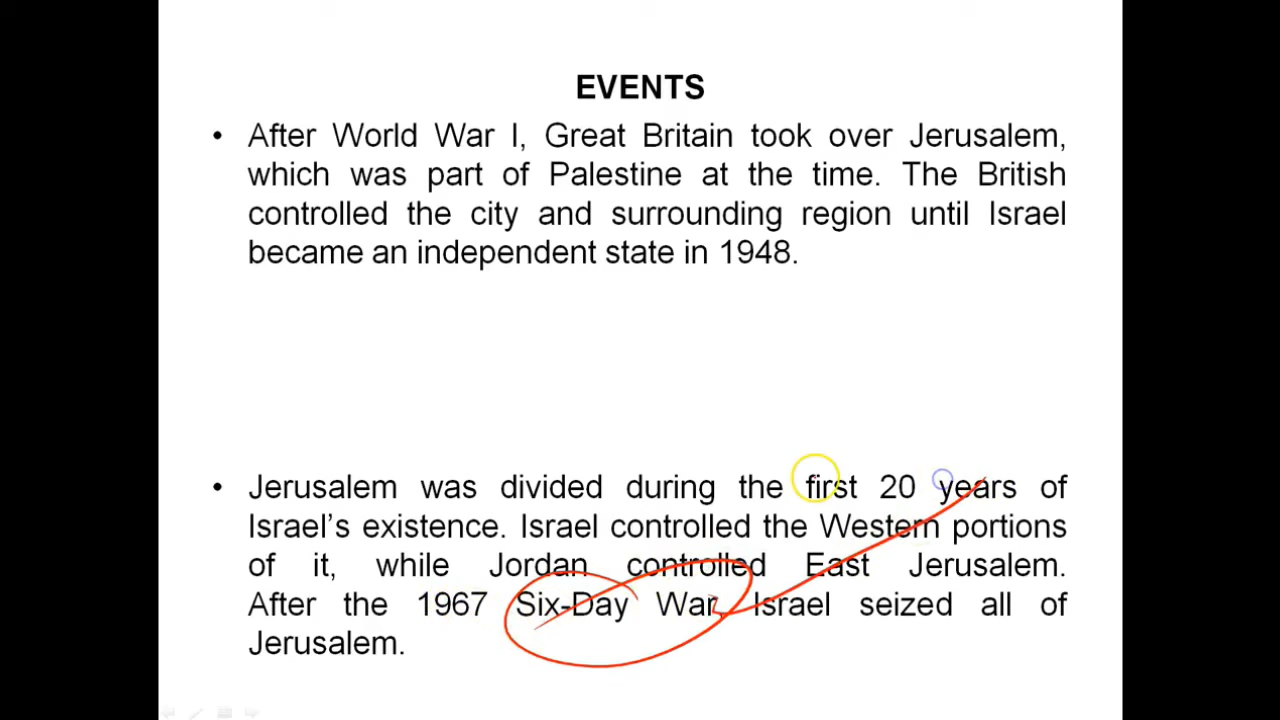 EVENTS
• After World War I, Great Britain took over Jerusalem,
which was part of Palestine at the time. The British
controlled the city and surrounding region until Israel
became an independent state in 1948.
• Jerusalem was divided during the first 20 years of
Israel’s existence. Israel controlled the Western portions
of it, while Jordan controlled East Jerusalem.
After the 1967 Six-Day War, Israel seized all of
Jerusalem.